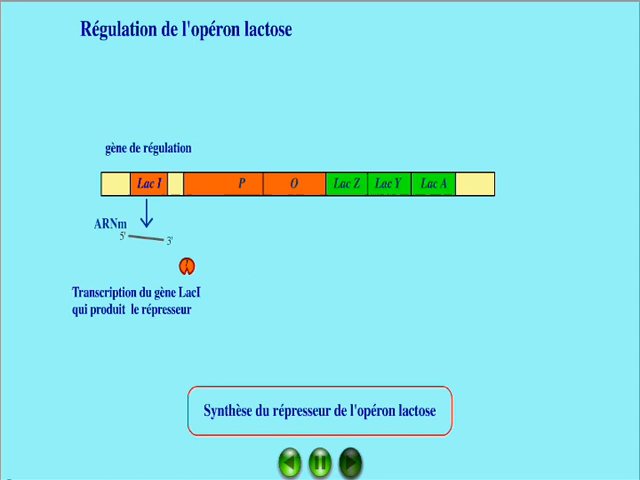 Régulation de l'opéron lactose
gène de régulation
Lac I P O Lac Z Lac Y Lac A
ARNm
5' 3'
Transcription du gène LacI
qui produit le répresseur
Synthèse du répresseur de l'opéron lactose